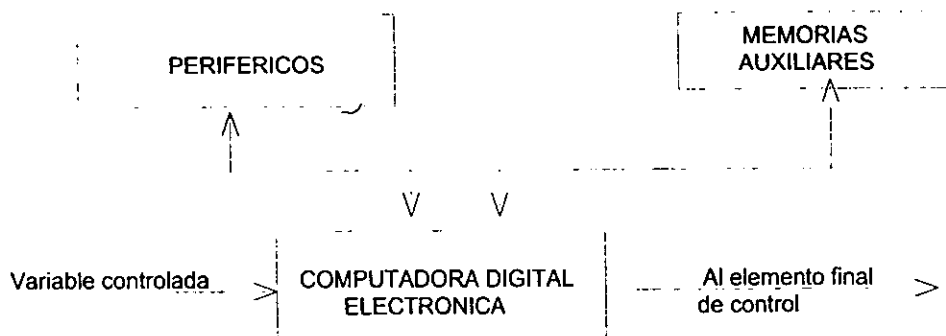 PERIFERICOS
MEMORIAS
AUXILIARES
Variable controlada
COMPUTADORA DIGITAL
ELECTRONICA
Al elemento final
de control